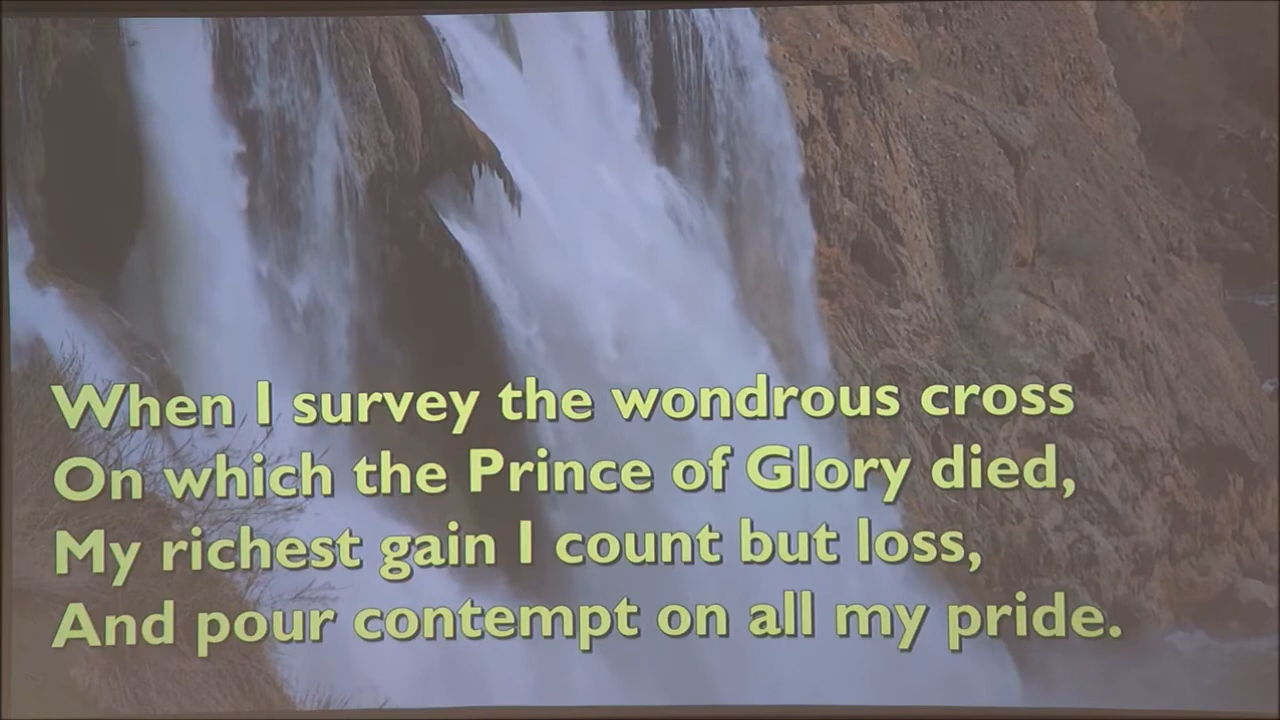 When I survey the wondrous cross
On which the Prince of Glory died,
My richest gain I count but loss,
And pour contempt on all my pride.